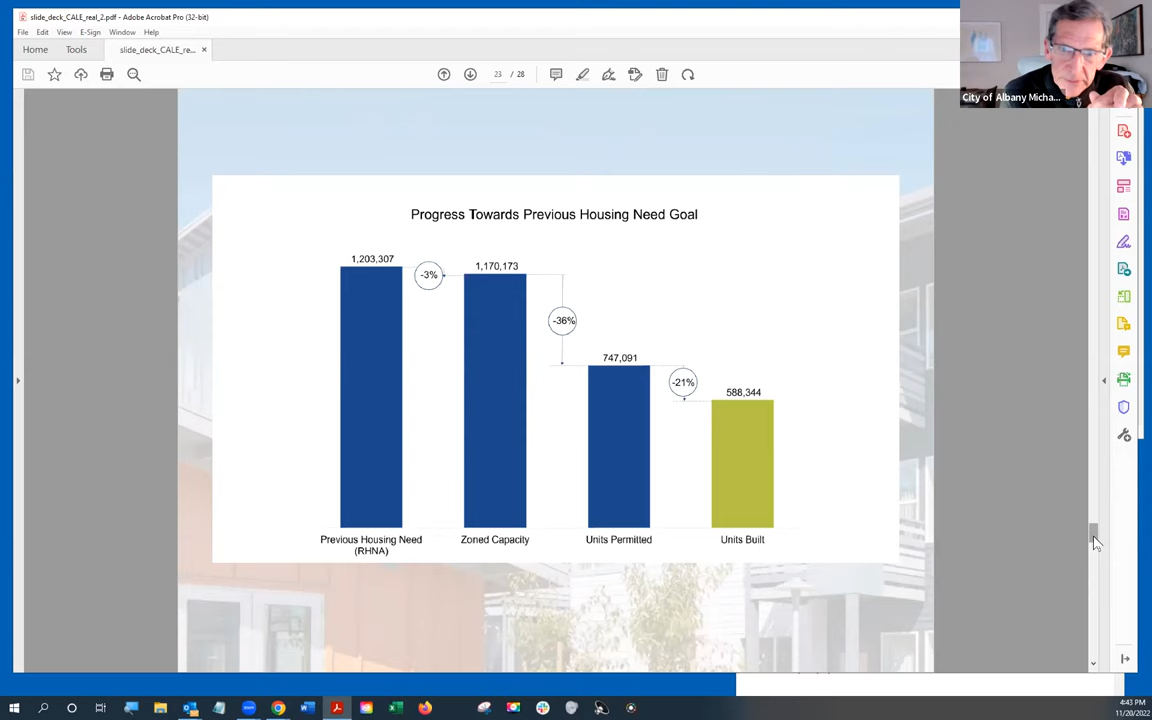 slide_deck_CALE_real_2.pdf - Adobe Acrobat Pro (32-bit)
File Edit View E-Sign Window Help
Home Tools slide_deck_CALE_re... ×
23 / 28
City of Albany Micha...
Progress Towards Previous Housing Need Goal
1,203,307
-3%
1,170,173
-36%
747,091
-21%
588,344
Previous Housing Need
(RHNA)
Zoned Capacity
Units Permitted
Units Built
4:43 PM
11/20/2022